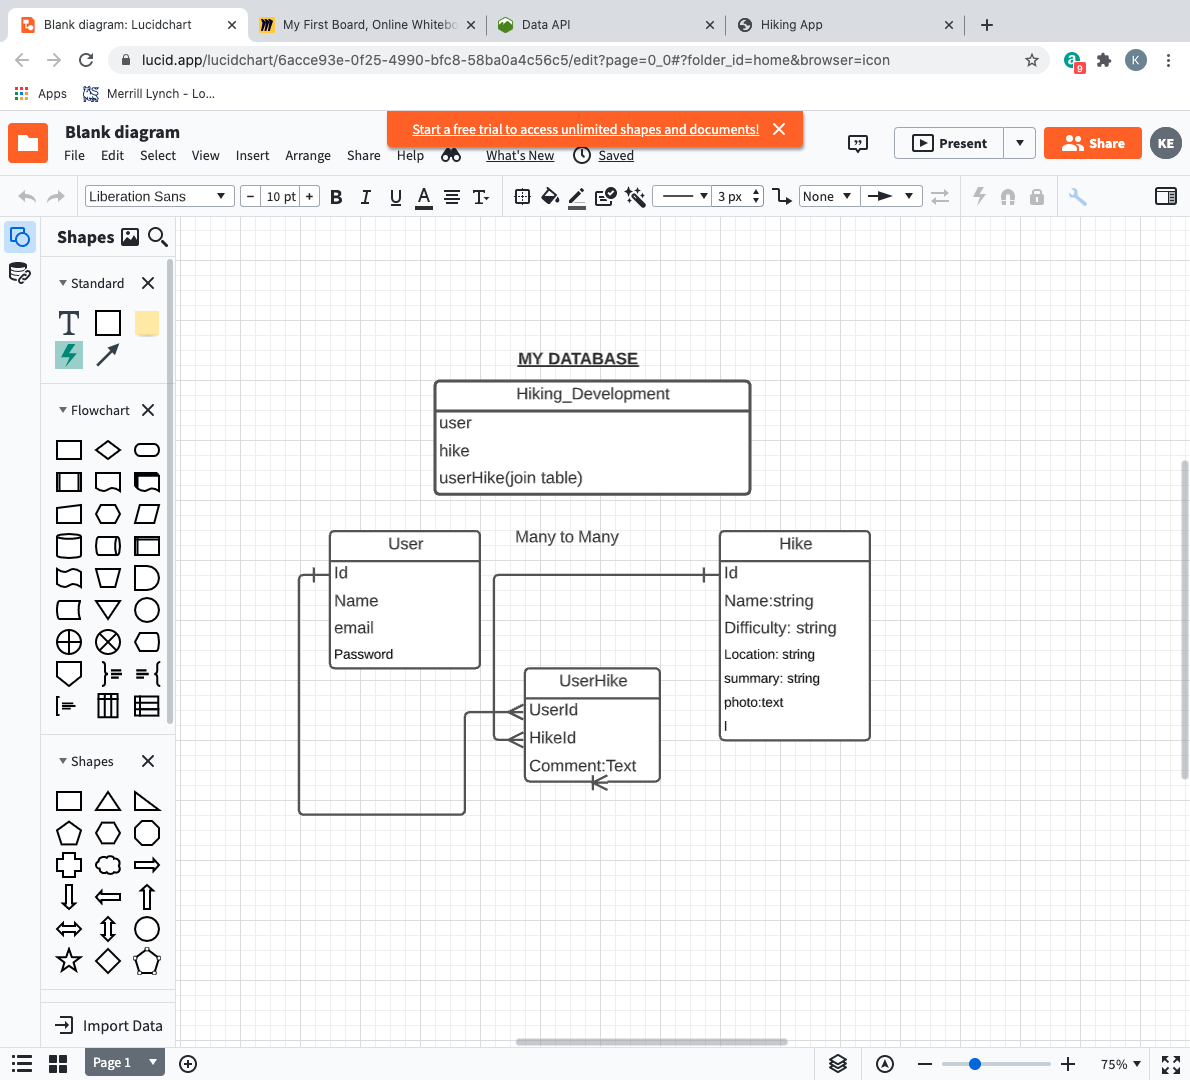 Blank diagram: Lucidchart
My First Board, Online Whitebo
Data API
Hiking App
lucid.app/lucidchart/6acce93e-0f25-4990-bfc8-58ba0a4c56c5/edit?page=0_0#?folder_id=home&browser=icon
9
K
Apps
Merrill Lynch - Lo...
Blank diagram
Start a free trial to access unlimited shapes and documents!
File Edit Select View Insert Arrange Share Help What's New Saved
Present
Share
KE
Liberation Sans
− 10 pt +
B I U A T
3 px
None
Shapes
Standard
T
Flowchart
Shapes
Import Data
MY DATABASE
Hiking_Development
user
hike
userHike(join table)
Many to Many
User
Id
Name
email
Password
Hike
Id
Name:string
Difficulty: string
Location: string
summary: string
photo:text
l
UserHike
UserId
HikeId
Comment:Text
Page 1
75%